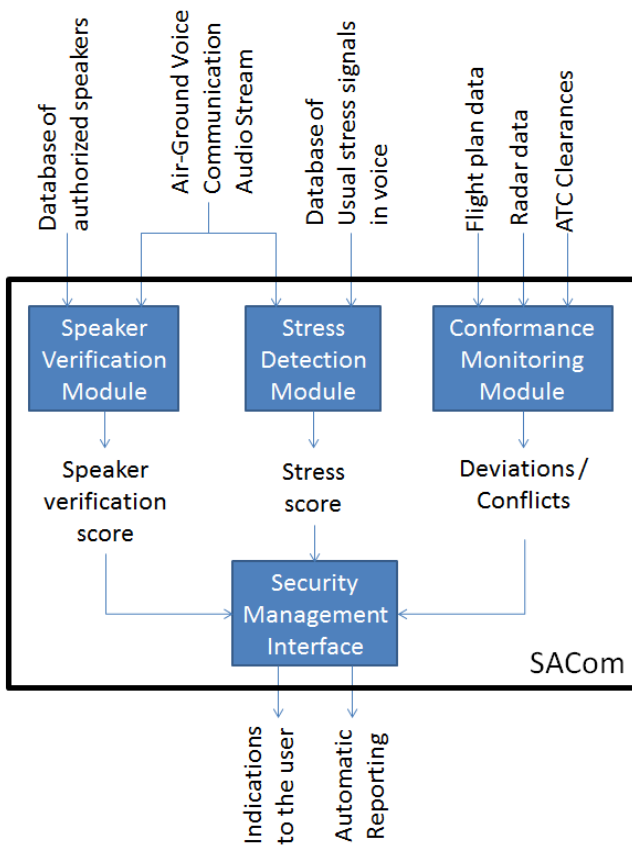 Database of
authorized speakers
Air-Ground Voice
Communication
Audio Stream
Database of
Usual stress signals
in voice
Flight plan data
Radar data
ATC Clearances
Speaker
Verification
Module
Stress
Detection
Module
Conformance
Monitoring
Module
Speaker
verification
score
Stress
score
Deviations /
Conflicts
Security
Management
Interface
SACom
Indications
to the user
Automatic
Reporting